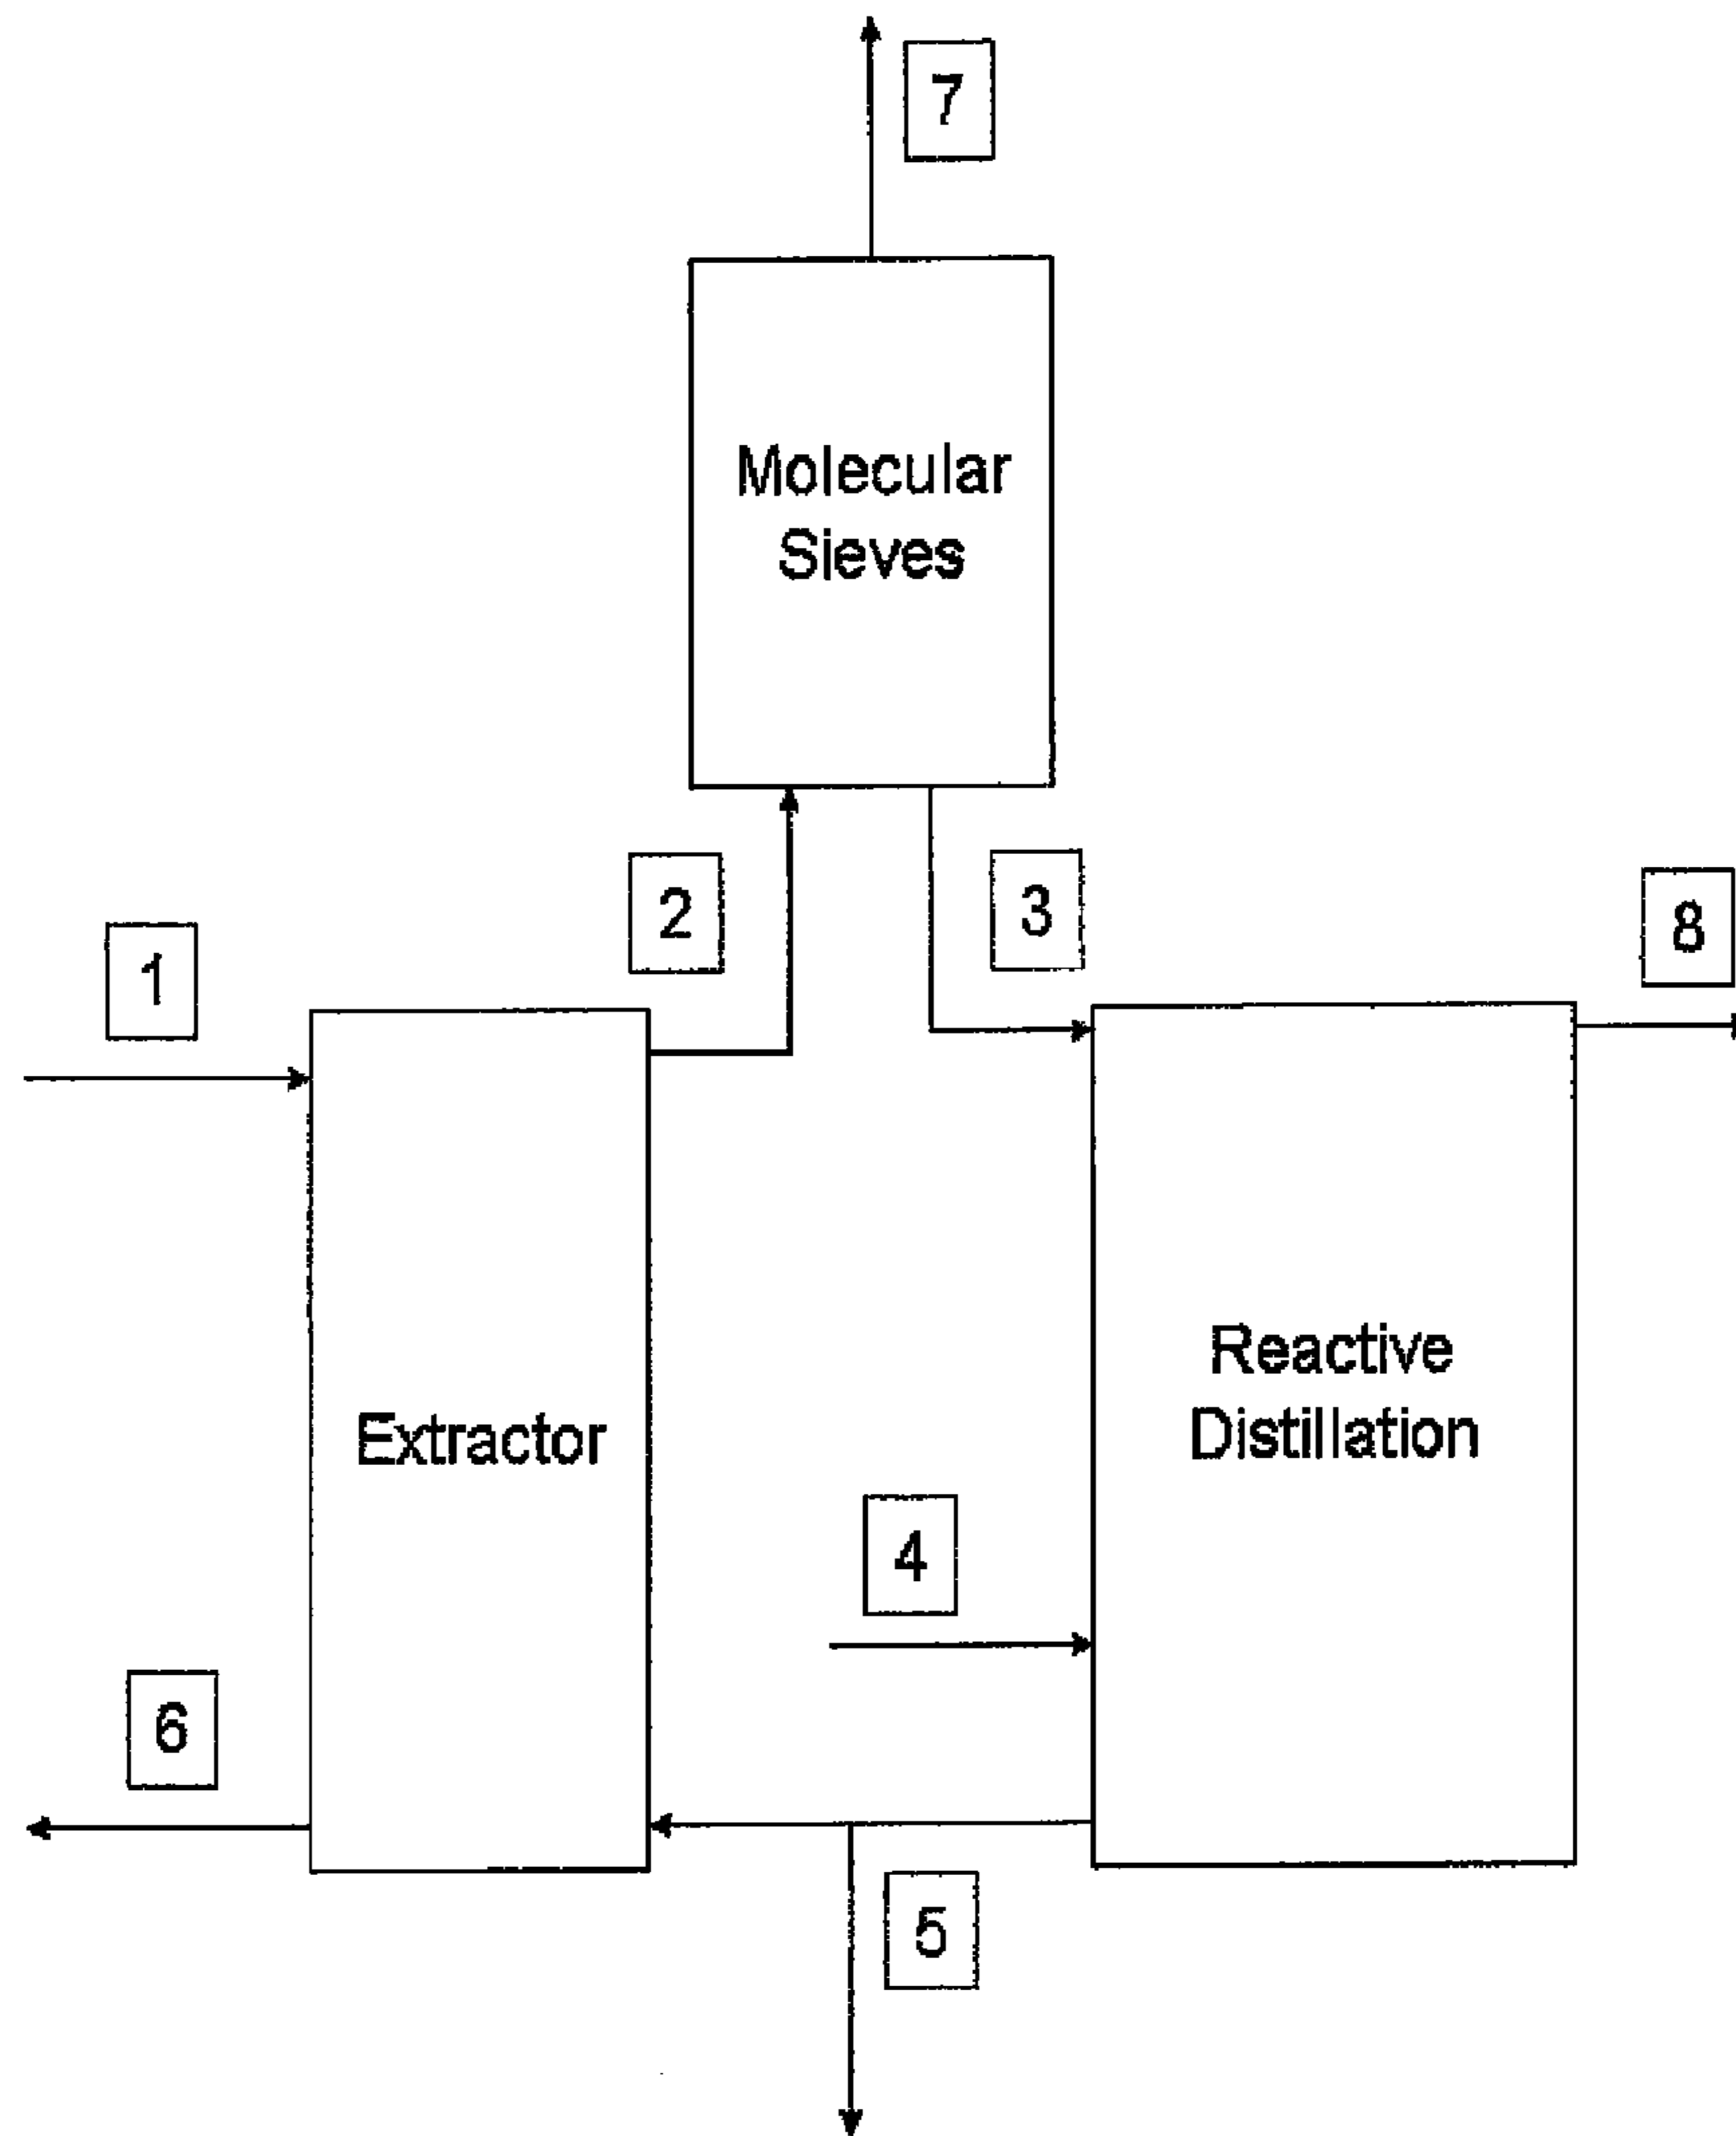 7
Molecular
Sieves
2
3
8
1
Reactive
Distillation
Extractor
4
6
5